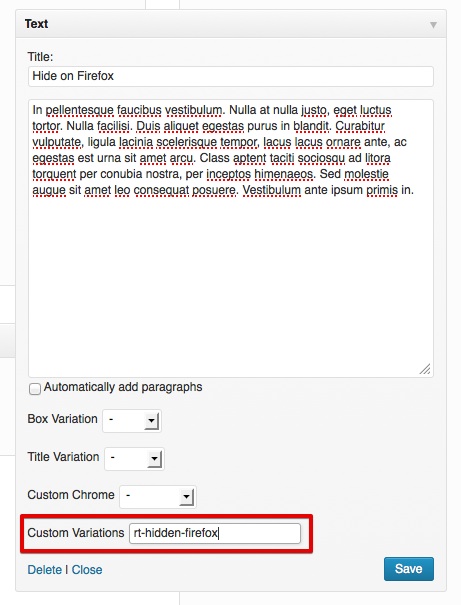 Text
Title:
Hide on Firefox
In pellentesque faucibus vestibulum. Nulla at nulla justo, eget luctus
tortor. Nulla facilisi. Duis aliquet egestas purus in blandit. Curabitur
vulputate, ligula lacinia scelerisque tempor, lacus lacus ornare ante, ac
egestas est urna sit amet arcu. Class aptent taciti sociosqu ad litora
torquent per conubia nostra, per inceptos himenaeos. Sed molestie
augue sit amet leo consequat posuere. Vestibulum ante ipsum primis in.
Automatically add paragraphs
Box Variation -
Title Variation -
Custom Chrome -
Custom Variations rt-hidden-firefox
Delete | Close Save